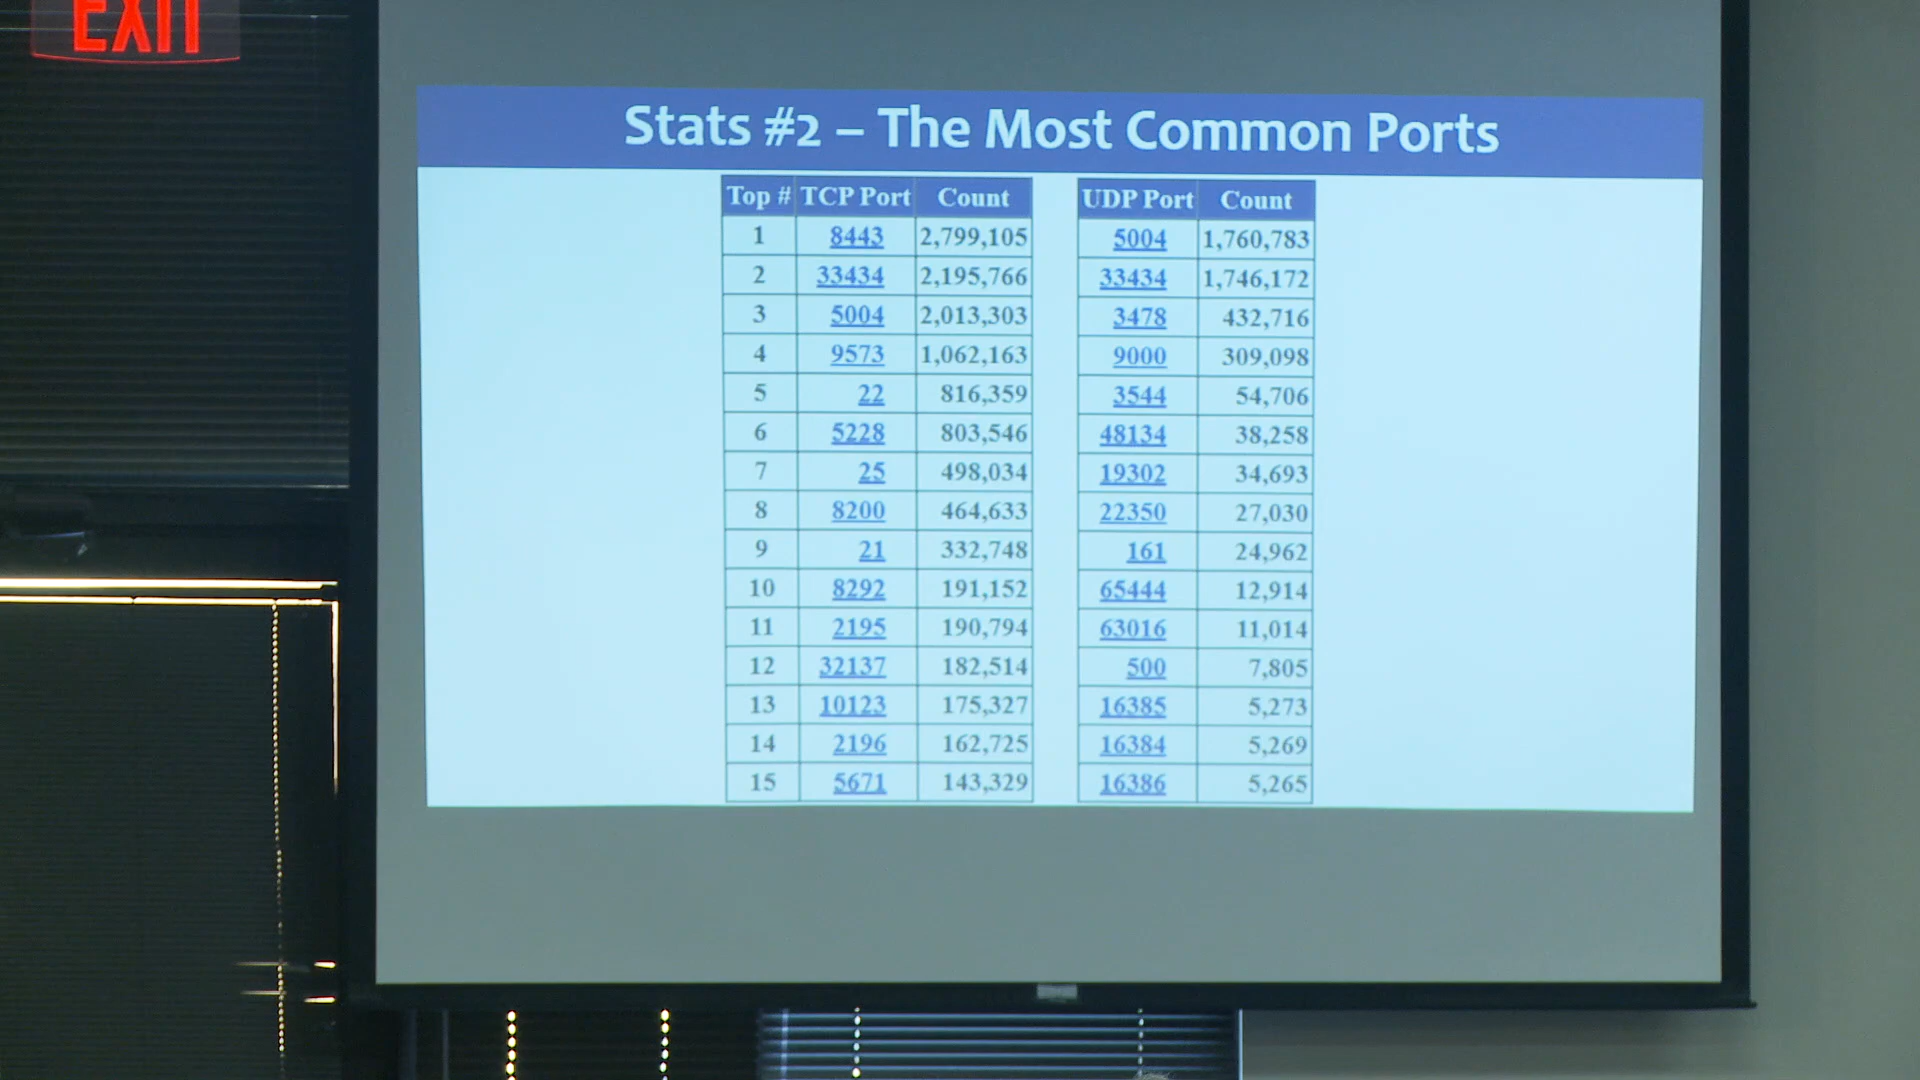 EXIT
Stats #2 – The Most Common Ports
Top # TCP Port Count UDP Port Count
1 8443 2,799,105 5004 1,760,783
2 33434 2,195,766 33434 1,746,172
3 5004 2,013,303 3478 432,716
4 9573 1,062,163 9000 309,098
5 22 816,359 3544 54,706
6 5228 803,546 48134 38,258
7 25 498,034 19302 34,693
8 8200 464,633 22350 27,030
9 21 332,748 161 24,962
10 8292 191,152 65444 12,914
11 2195 190,794 63016 11,014
12 32137 182,514 500 7,805
13 10123 175,327 16385 5,273
14 2196 162,725 16384 5,269
15 5671 143,329 16386 5,265